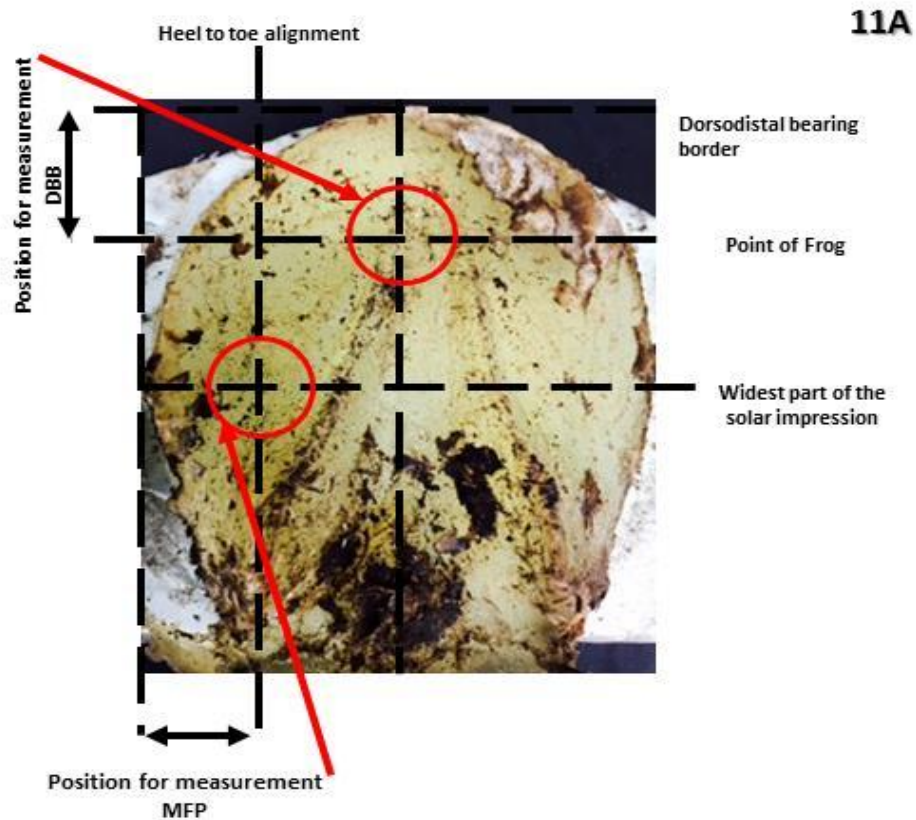 11A
Heel to toe alignment
Position for measurement
DBB
Dorsodistal bearing
border
Point of Frog
Widest part of the
solar impression
Position for measurement
MFP